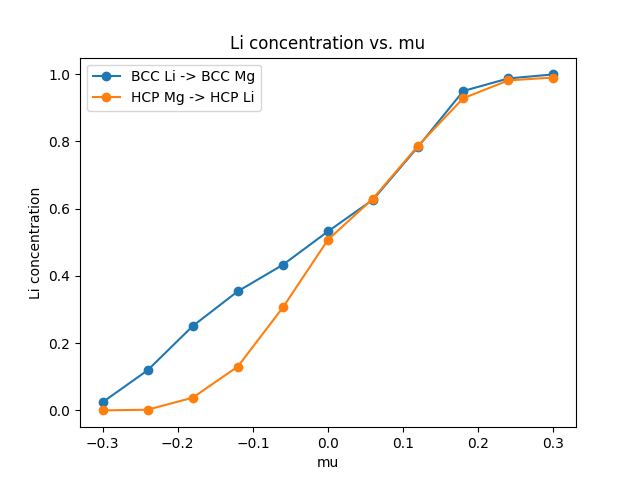 Li concentration vs. mu
BCC Li -> BCC Mg
HCP Mg -> HCP Li
Li concentration
1.0
0.8
0.6
0.4
0.2
0.0
−0.3 −0.2 −0.1 0.0 0.1 0.2 0.3
mu